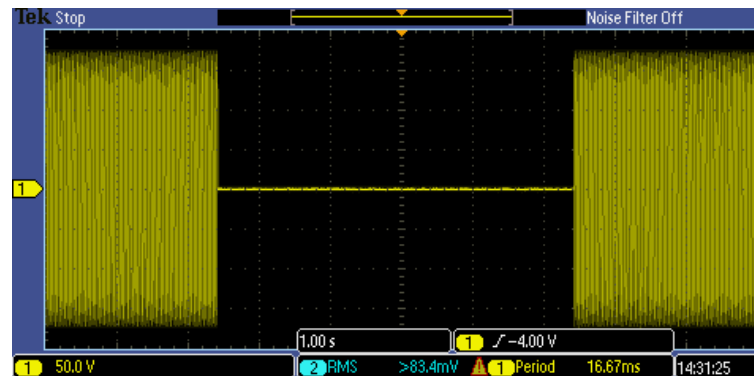 Tek Stop Noise Filter Off
1
1.00 s 1 -4.00 V
1 50.0 V 2 RMS >83.4mV 1 Period 16.67ms 14:31:25